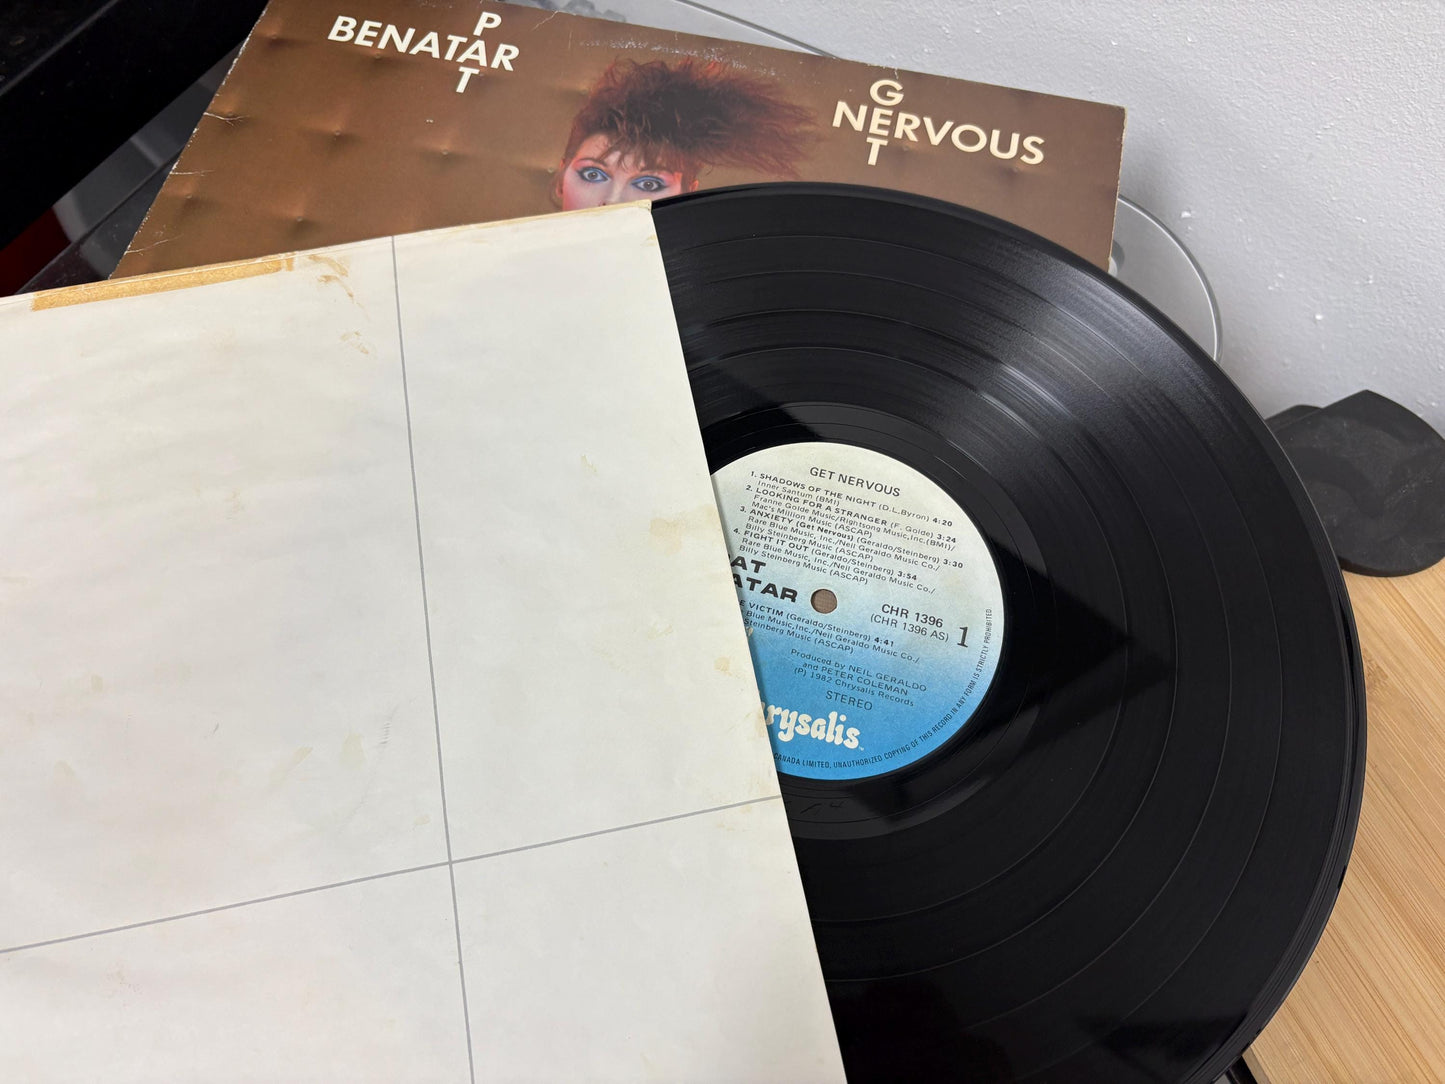 PAT
BENATAR
GET
NERVOUS
GET NERVOUS
1. SHADOWS OF THE NIGHT (D.L.Byron) 4:20
Inner Santum (BMI)
2. LOOKING FOR A STRANGER (F. Golde) 3:24
Franne Golde Music/Rightsong Music,Inc.(BMI)/
Mac's Million Music (ASCAP)
3. ANXIETY (Get Nervous) (Geraldo/Steinberg) 3:30
Rare Blue Music, Inc./Neil Geraldo Music Co./
Billy Steinberg Music (ASCAP)
4. FIGHT IT OUT (Geraldo/Steinberg) 3:54
Rare Blue Music, Inc./Neil Geraldo Music Co./
Billy Steinberg Music (ASCAP)
AT
ATAR
CHR 1396
(CHR 1396 AS)
1
E VICTIM (Geraldo/Steinberg) 4:41
Blue Music,Inc./Neil Geraldo Music Co./
Steinberg Music (ASCAP)
Produced by NEIL GERALDO
and PETER COLEMAN
(P) 1982 Chrysalis Records
STEREO
rysalis
CANADA LIMITED, UNAUTHORIZED COPYING OF THIS RECORD IN ANY FORM IS STRICTLY PROHIBITED